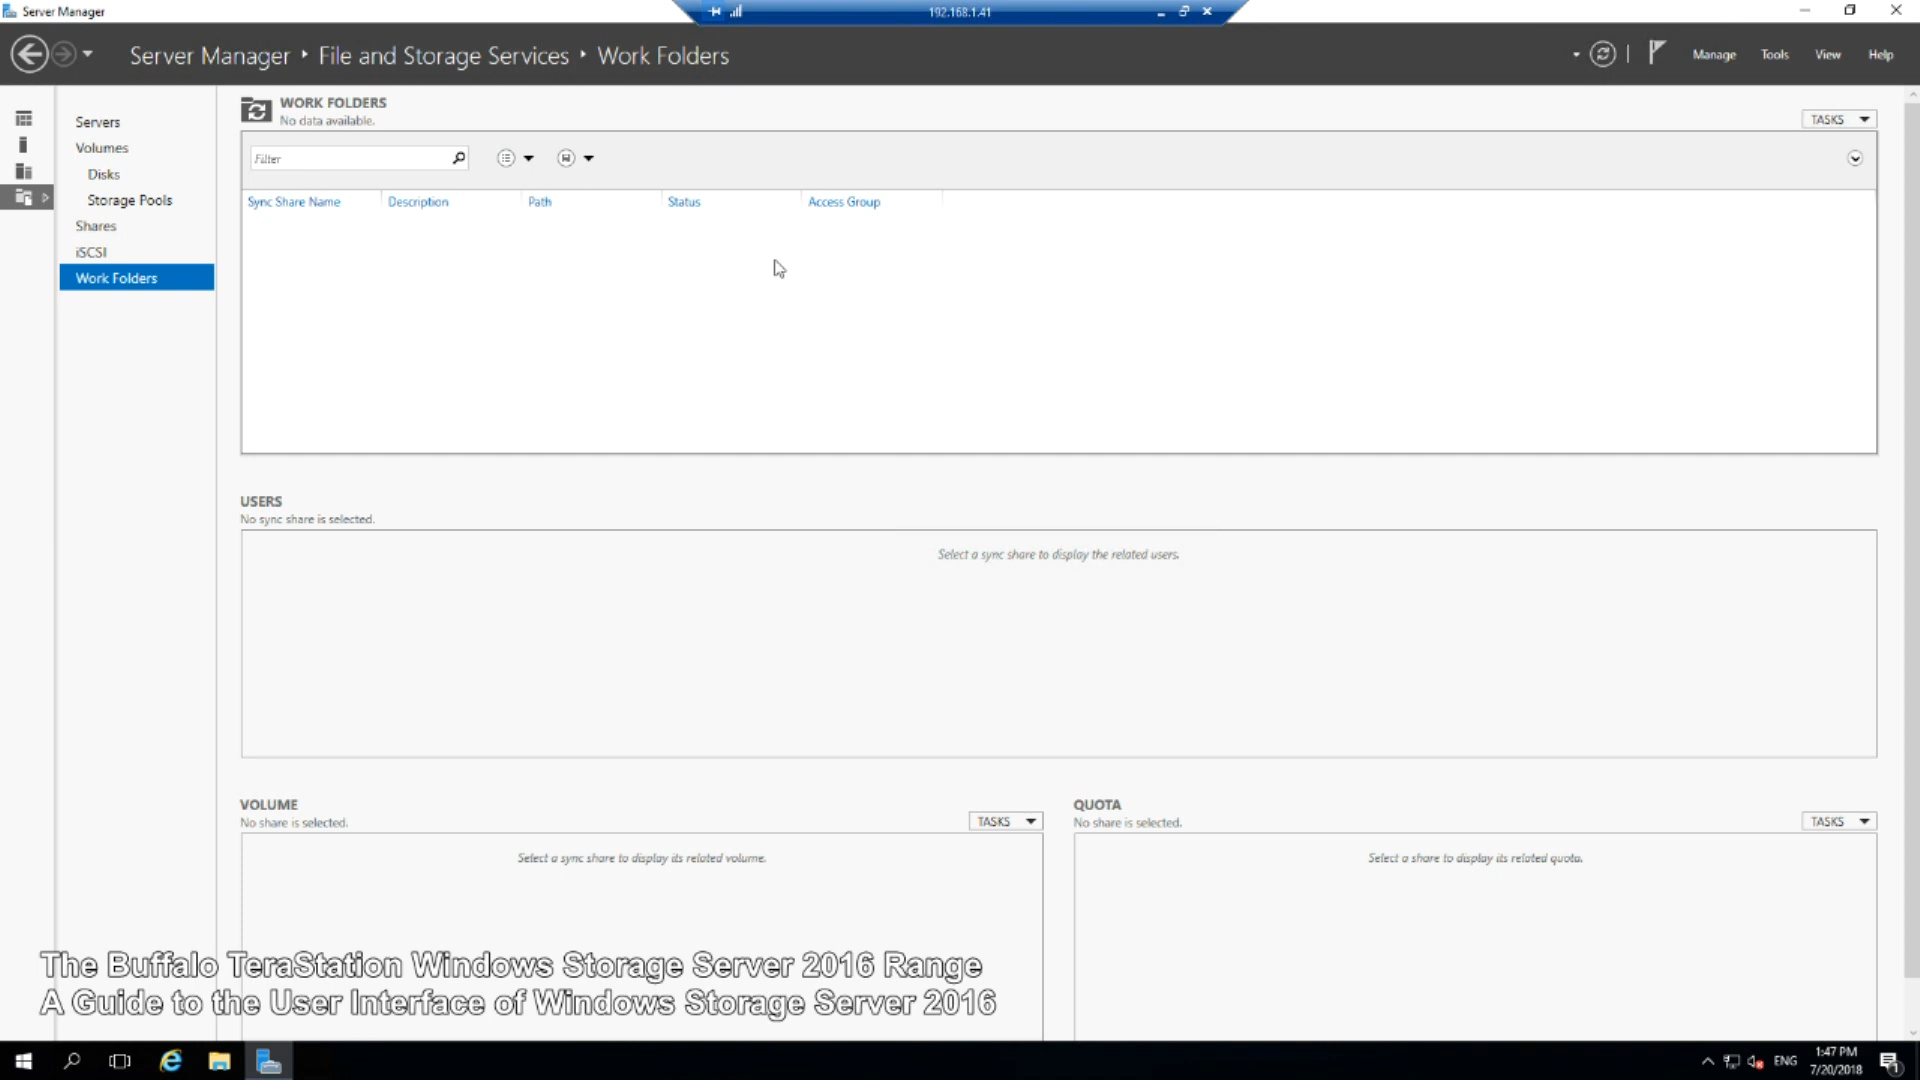 Server Manager
192.168.1.41
Server Manager ‣ File and Storage Services ‣ Work Folders
Manage Tools View Help
Servers
Volumes
Disks
Storage Pools
Shares
iSCSI
Work Folders
WORK FOLDERS
No data available.
TASKS
Filter
Sync Share Name Description Path Status Access Group
USERS
No sync share is selected.
Select a sync share to display the related users.
VOLUME
No share is selected.
TASKS
Select a sync share to display its related volume.
QUOTA
No share is selected.
TASKS
Select a share to display its related quota.
The Buffalo TeraStation Windows Storage Server 2016 Range
A Guide to the User Interface of Windows Storage Server 2016
ENG
1:47 PM
7/20/2018
1